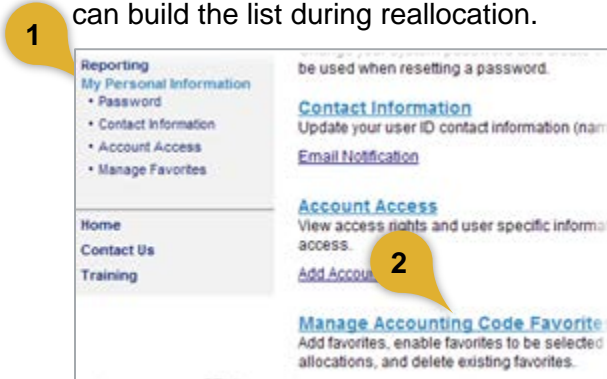 can build the list during reallocation.
1
Reporting
My Personal Information
• Password
• Contact Information
• Account Access
• Manage Favorites
Home
Contact Us
Training
be used when resetting a password.
Contact Information
Update your user ID contact information (nam
Email Notification
Account Access
View access rights and user specific informa
access.
Add Accou
2
Manage Accounting Code Favorites
Add favorites, enable favorites to be selected
allocations, and delete existing favorites.